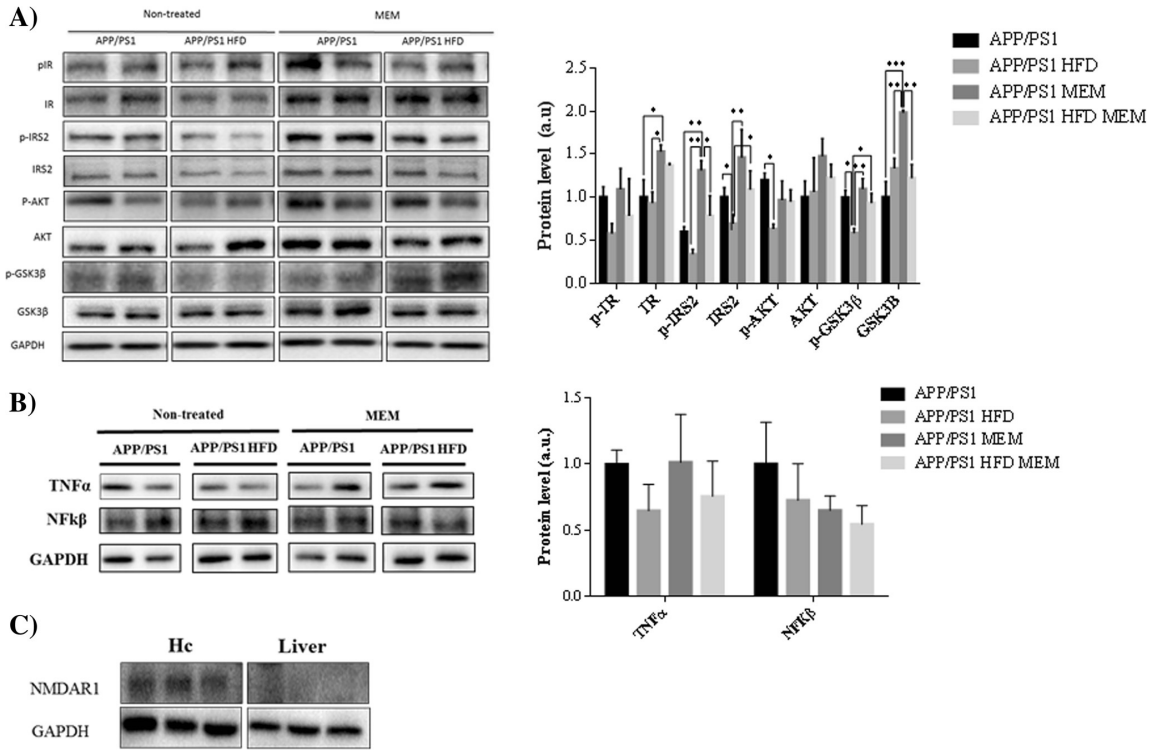 A)
Non-treated MEM
APP/PS1 APP/PS1 HFD APP/PS1 APP/PS1 HFD
pIR
IR
p-IRS2
IRS2
P-AKT
AKT
p-GSK3β
GSK3β
GAPDH
APP/PS1
APP/PS1 HFD
APP/PS1 MEM
APP/PS1 HFD MEM
Protein level (a.u)
2.5
2.0
1.5
1.0
0.5
0.0
p-IR IR p-IRS2 IRS2 p-AKT AKT p-GSK3β GSK3B
B)
Non-treated MEM
APP/PS1 APP/PS1 HFD APP/PS1 APP/PS1 HFD
TNFα
NFkβ
GAPDH
APP/PS1
APP/PS1 HFD
APP/PS1 MEM
APP/PS1 HFD MEM
Protein level (a.u.)
1.5
1.0
0.5
0.0
TNFα NFKβ
C)
Hc Liver
NMDAR1
GAPDH